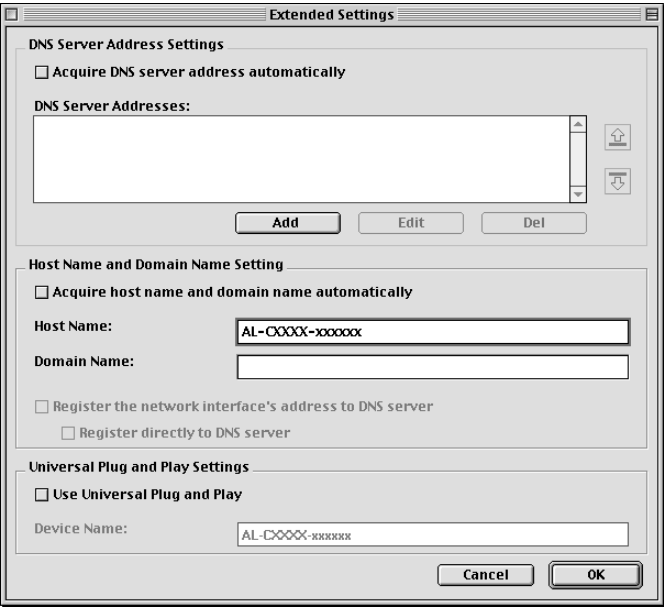 Extended Settings
DNS Server Address Settings
Acquire DNS server address automatically
DNS Server Addresses:
Add
Edit
Del
Host Name and Domain Name Setting
Acquire host name and domain name automatically
Host Name:
AL-CXXXX-xxxxxx
Domain Name:
Register the network interface's address to DNS server
Register directly to DNS server
Universal Plug and Play Settings
Use Universal Plug and Play
Device Name:
AL-CXXXX-xxxxxx
Cancel
OK